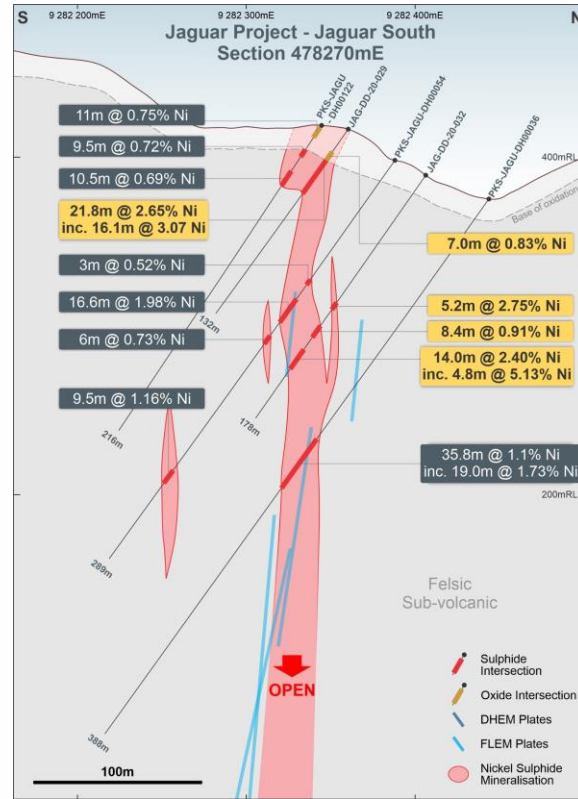 S
9 282 200mE
9 282 400mE
N
Jaguar Project - Jaguar South
Section 478270mE
PKS-JAGU
- DH00122
JAG-DD-20-029
PKS-JAGU-DH00054
JAG-DD-20-032
PKS-JAGU-DH00036
11m @ 0.75% Ni
9.5m @ 0.72% Ni
10.5m @ 0.69% Ni
21.8m @ 2.65% Ni
inc. 16.1m @ 3.07 Ni
3m @ 0.52% Ni
16.6m @ 1.98% Ni
6m @ 0.73% Ni
9.5m @ 1.16% Ni
400mRL
Base of oxidation
7.0m @ 0.83% Ni
5.2m @ 2.75% Ni
8.4m @ 0.91% Ni
14.0m @ 2.40% Ni
inc. 4.8m @ 5.13% Ni
35.8m @ 1.1% Ni
inc. 19.0m @ 1.73% Ni
132m
178m
216m
200mRL
289m
388m
Felsic
Sub-volcanic
OPEN
Sulphide
Intersection
Oxide Intersection
DHEM Plates
FLEM Plates
Nickel Sulphide
Mineralisation
100m